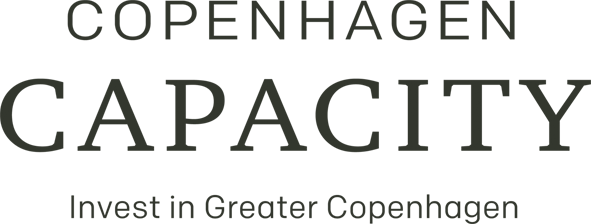 COPENHAGEN
CAPACITY
Invest in Greater Copenhagen